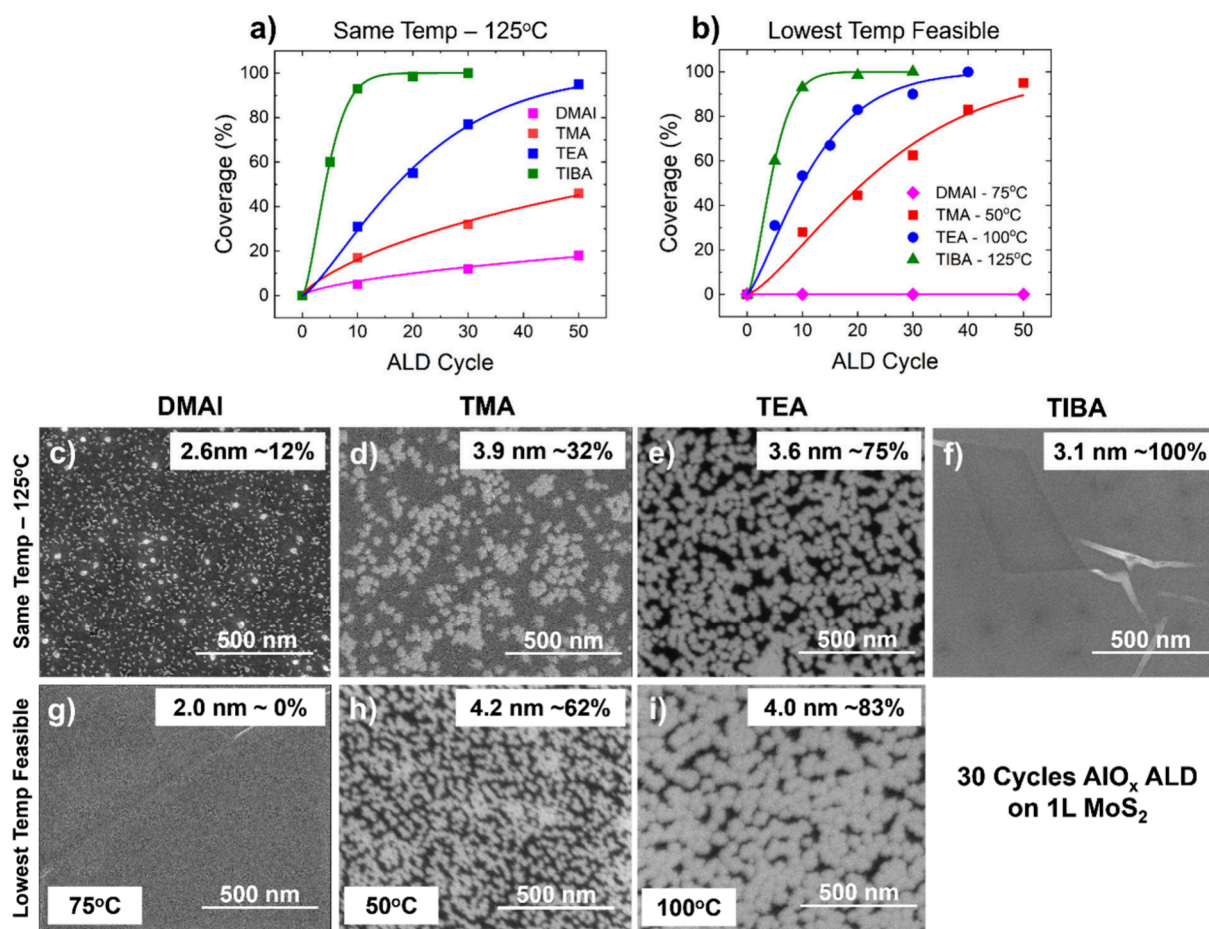 a) Same Temp – 125°C
Coverage (%)
100
80
60
40
20
0
DMAI
TMA
TEA
TIBA
0 10 20 30 40 50
ALD Cycle
b) Lowest Temp Feasible
Coverage (%)
100
80
60
40
20
0
DMAI - 75°C
TMA - 50°C
TEA - 100°C
TIBA - 125°C
0 10 20 30 40 50
ALD Cycle
DMAI TMA TEA TIBA
Same Temp – 125°C
c) 2.6nm ~12%
500 nm
d) 3.9 nm ~32%
500 nm
e) 3.6 nm ~75%
500 nm
f) 3.1 nm ~100%
500 nm
Lowest Temp Feasible
g) 2.0 nm ~ 0%
75°C
500 nm
h) 4.2 nm ~62%
50°C
500 nm
i) 4.0 nm ~83%
100°C
500 nm
30 Cycles AlOₓ ALD
on 1L MoS₂